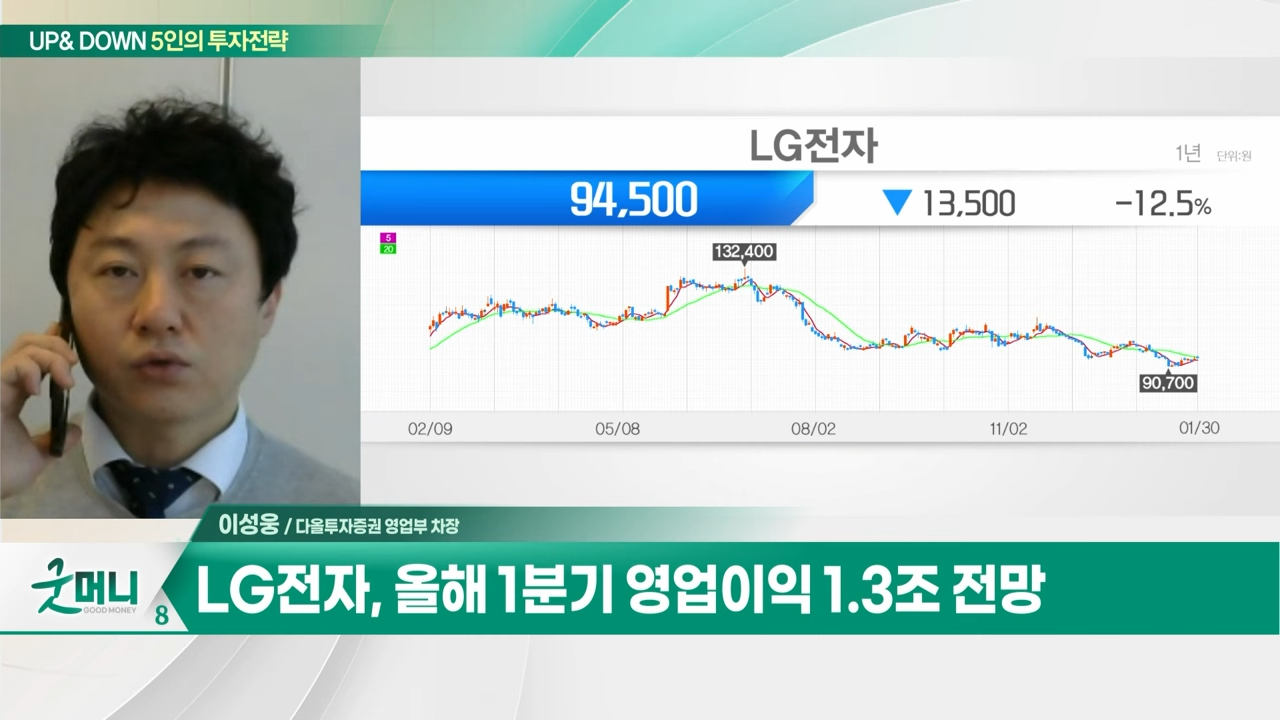 UP& DOWN 5인의 투자전략
LG전자
1년 단위:원
94,500 ▼ 13,500 -12.5%
5
20
132,400
90,700
02/09 05/08 08/02 11/02 01/30
이성웅 / 다올투자증권 영업부 차장
굿머니
GOOD MONEY
8
LG전자, 올해 1분기 영업이익 1.3조 전망